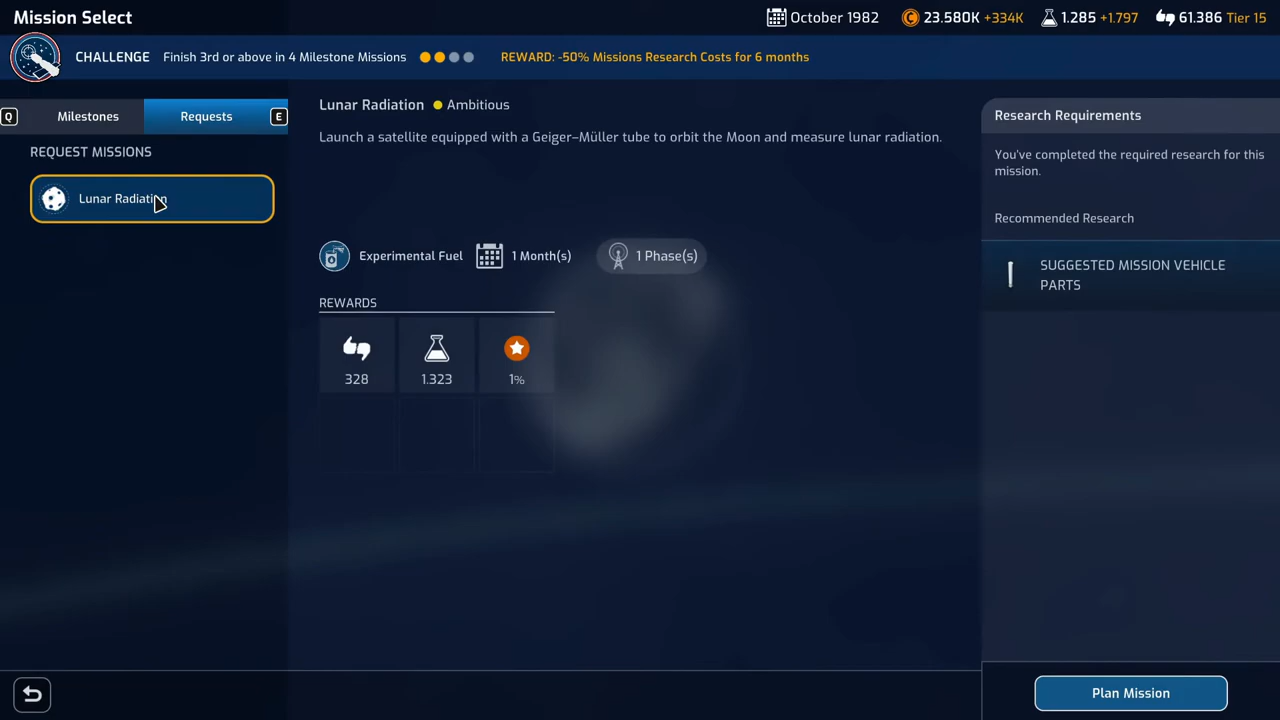 Mission Select
October 1982
23.580K +334K
1.285 +1.797
61.386 Tier 15
CHALLENGE Finish 3rd or above in 4 Milestone Missions
REWARD: -50% Missions Research Costs for 6 months
Q Milestones Requests E
REQUEST MISSIONS
Lunar Radiation
Lunar Radiation Ambitious
Launch a satellite equipped with a Geiger–Müller tube to orbit the Moon and measure lunar radiation.
Experimental Fuel 1 Month(s) 1 Phase(s)
REWARDS
328 1.323 1%
Research Requirements
You've completed the required research for this
mission.
Recommended Research
SUGGESTED MISSION VEHICLE
PARTS
Plan Mission